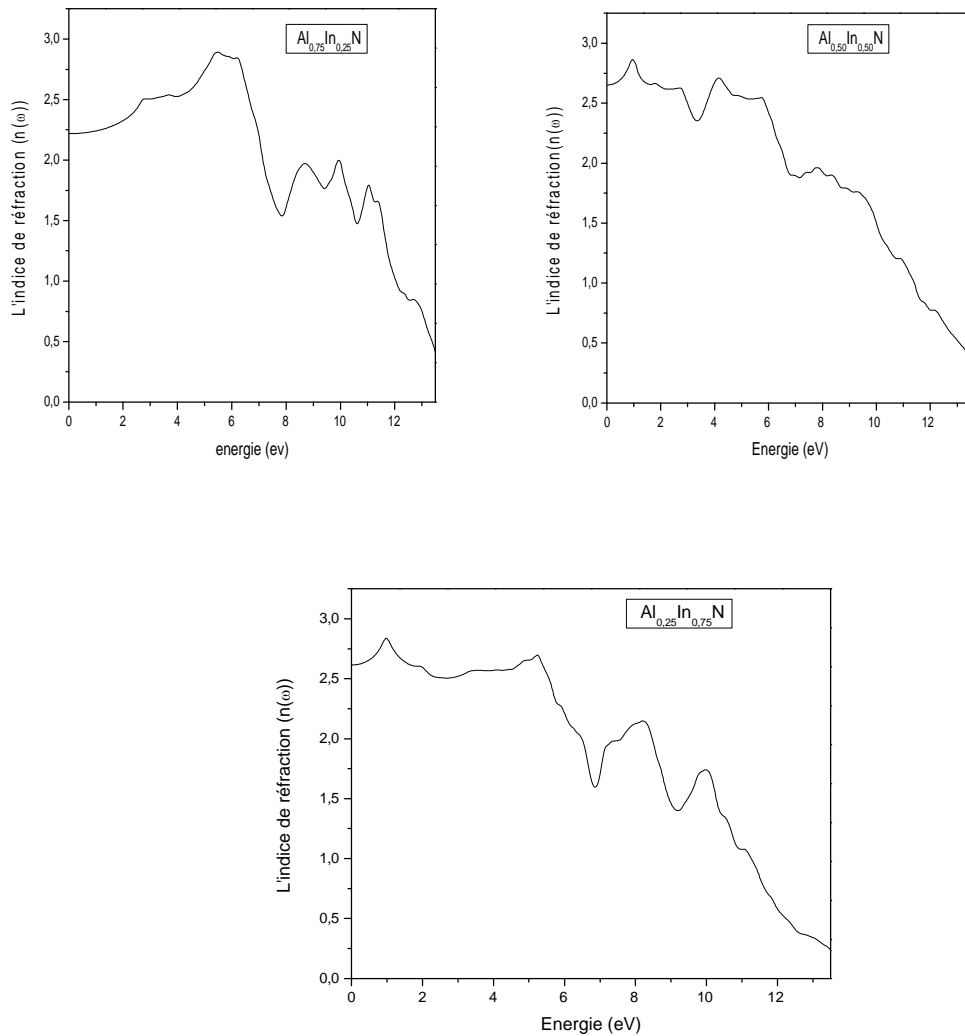 Al0,75In0,25N
L'indice de réfraction (n(ω))
3,0
2,5
2,0
1,5
1,0
0,5
0,0
0 2 4 6 8 10 12
energie (ev)
Al0,50In0,50N
L'indice de réfraction(n(ω))
3,0
2,5
2,0
1,5
1,0
0,5
0,0
0 2 4 6 8 10 12
Energie (eV)
Al0,25In0,75N
L'indice de réfraction (n(ω))
3,0
2,5
2,0
1,5
1,0
0,5
0,0
0 2 4 6 8 10 12
Energie (eV)